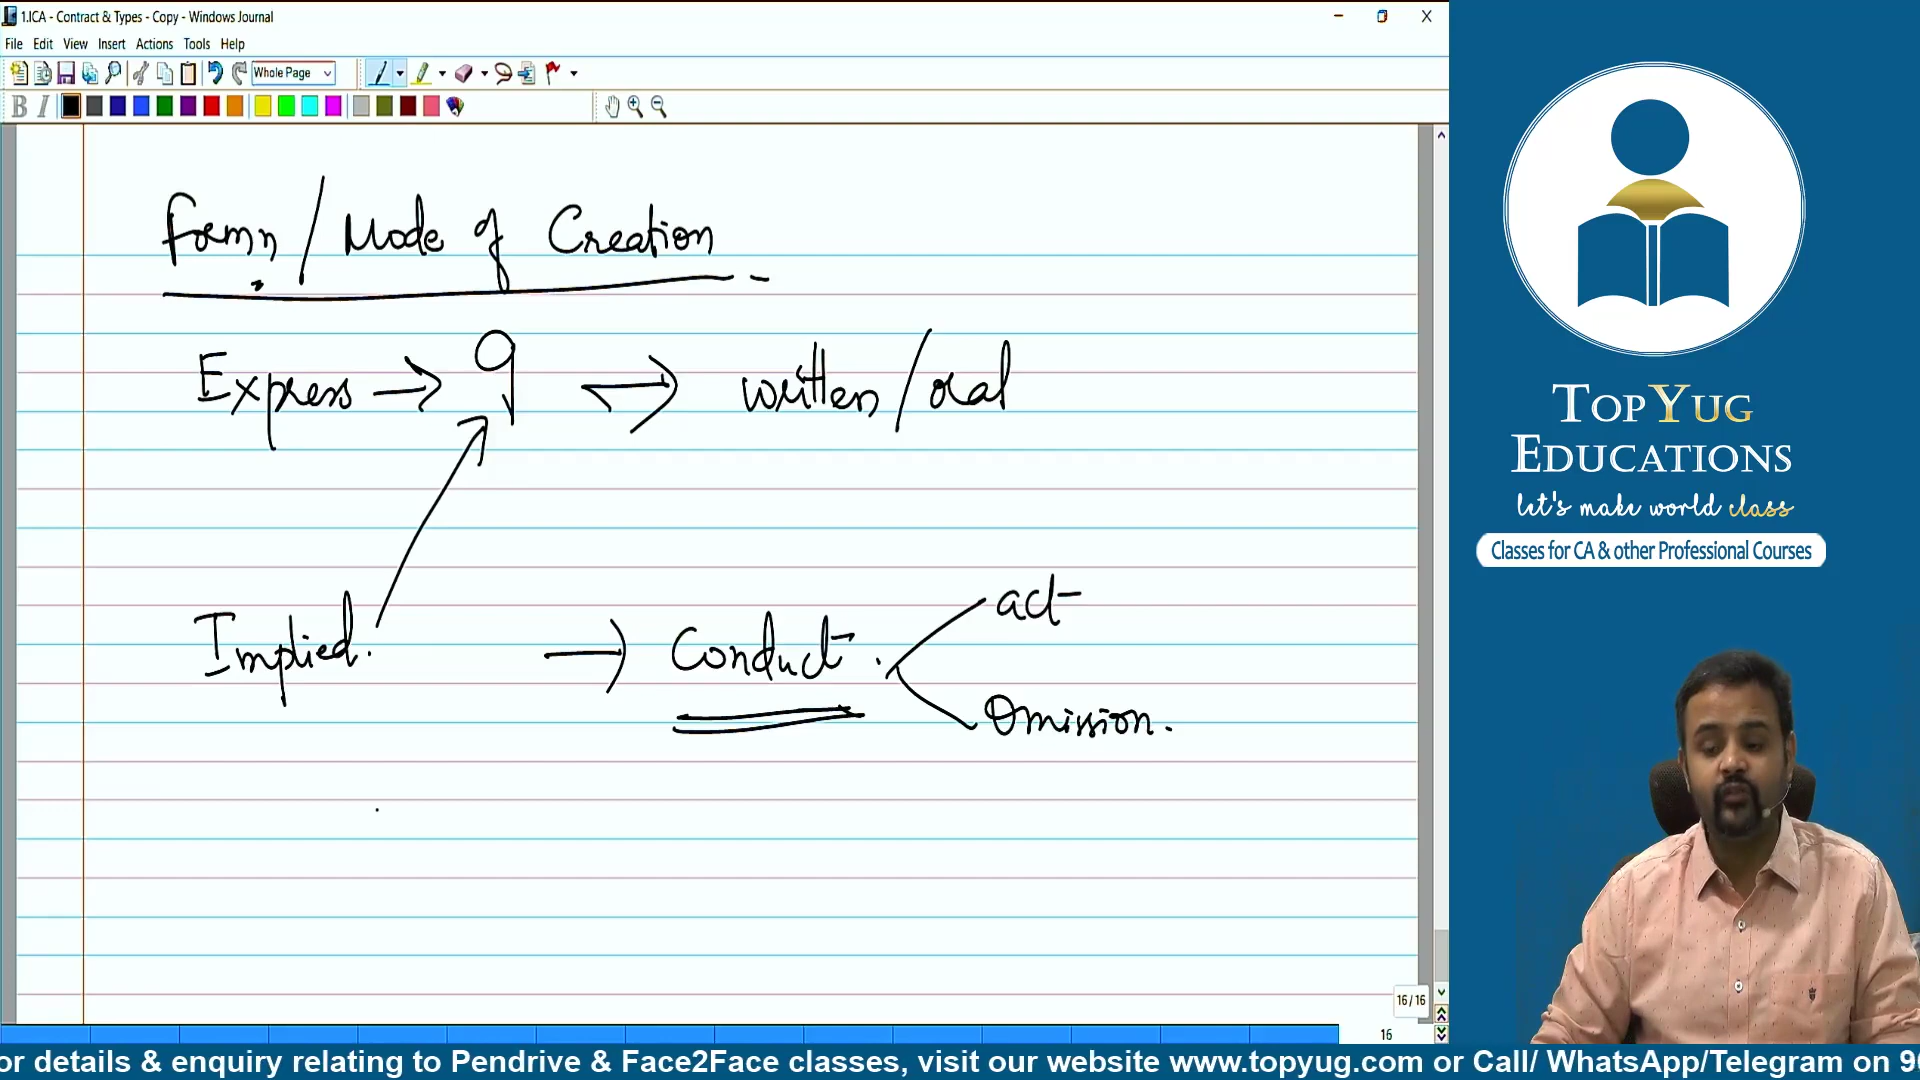 1.ICA - Contract & Types - Copy - Windows Journal
File Edit View Insert Actions Tools Help
Whole Page
B I
Formn / Mode of Creation
Express → 9 → written / oral
Implied. → Conduct. act
Omission.
16 / 16
16
TOPYUG
EDUCATIONS
let's make world class
Classes for CA & other Professional Courses
or details & enquiry relating to Pendrive & Face2Face classes, visit our website www.topyug.com or Call/ WhatsApp/Telegram on 9